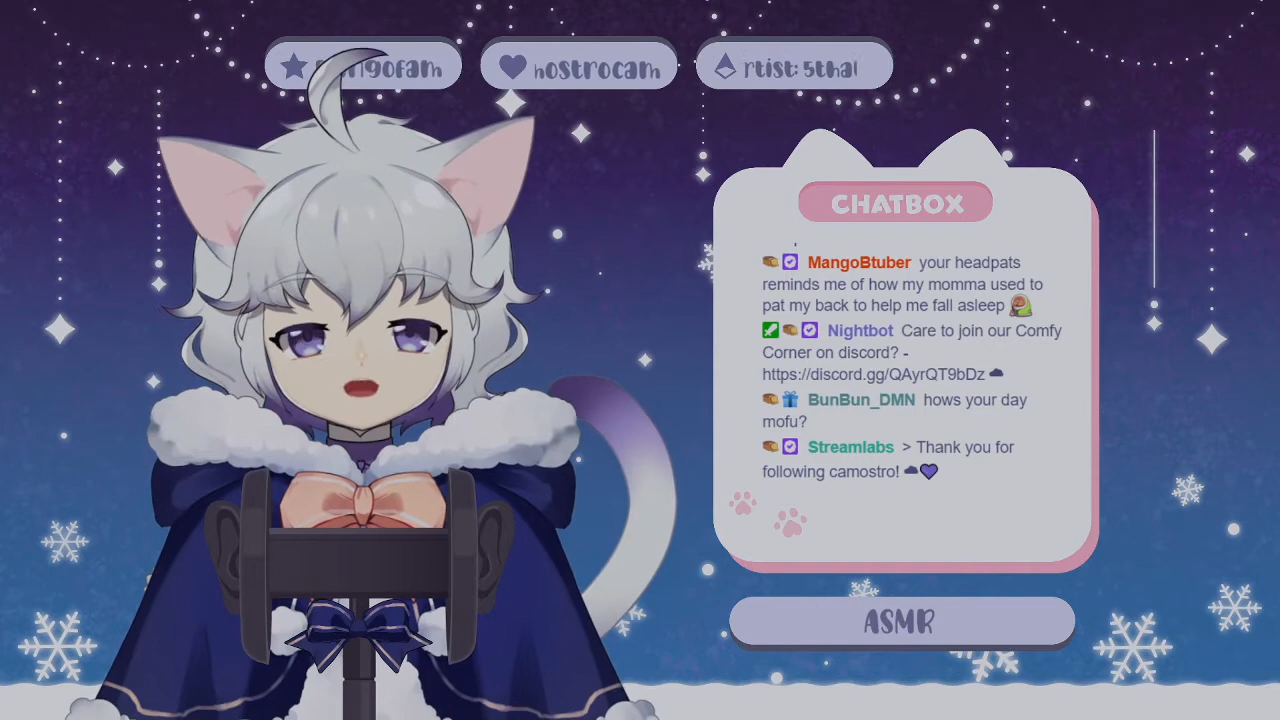 hostrocam
rtist: 5thal
CHATBOX
MangoBtuber your headpats
reminds me of how my momma used to
pat my back to help me fall asleep
Nightbot Care to join our Comfy
Corner on discord? -
https://discord.gg/QAyrQT9bDz
BunBun_DMN hows your day
mofu?
Streamlabs > Thank you for
following camostro!
ASMR